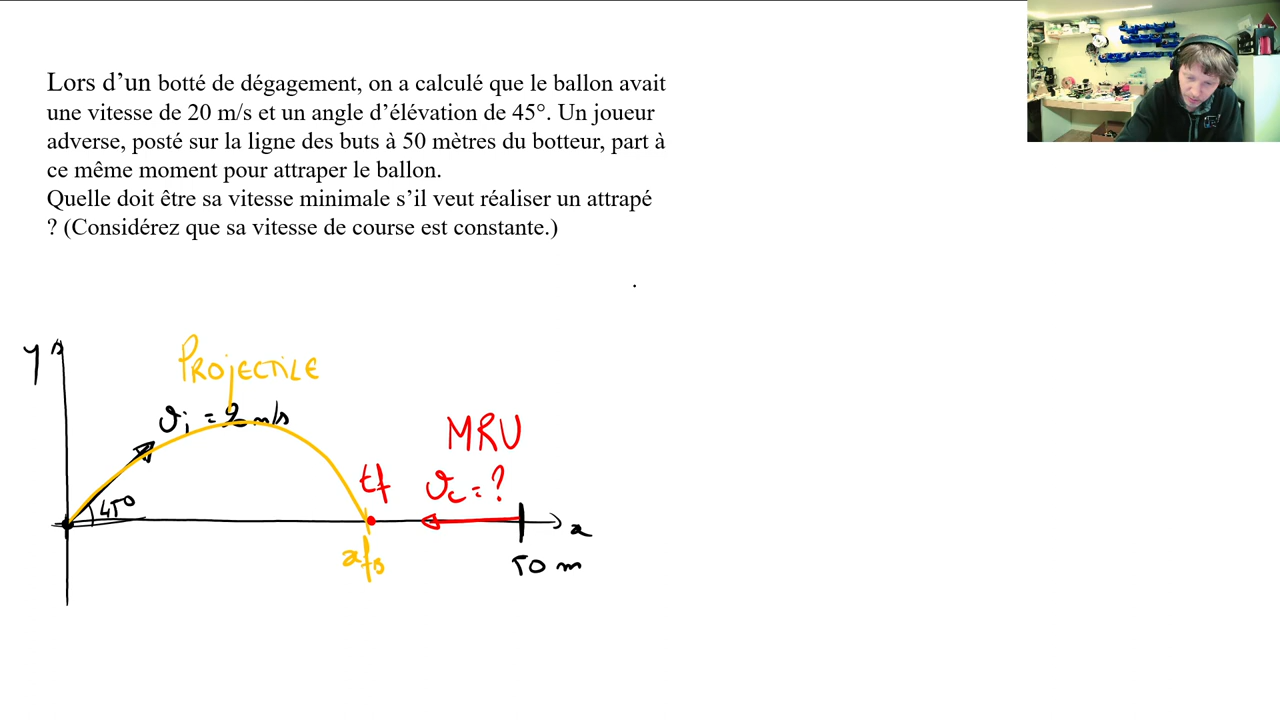 Lors d’un botté de dégagement, on a calculé que le ballon avait
une vitesse de 20 m/s et un angle d’élévation de 45°. Un joueur
adverse, posté sur la ligne des buts à 50 mètres du botteur, part à
ce même moment pour attraper le ballon.
Quelle doit être sa vitesse minimale s’il veut réaliser un attrapé
? (Considérez que sa vitesse de course est constante.)
y
PROJECTILE
MRU
tf
45°
x
50 m